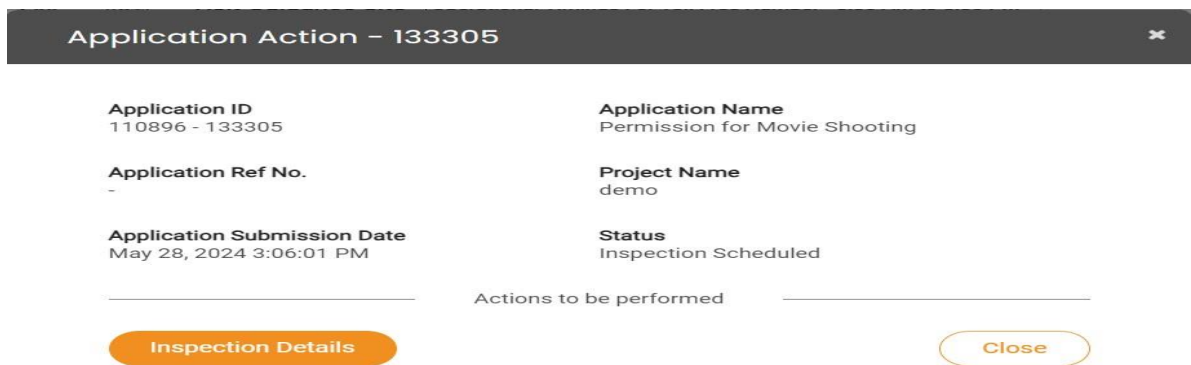 Application Action – 133305
Application ID
110896 - 133305
Application Name
Permission for Movie Shooting
Application Ref No.
-
Project Name
demo
Application Submission Date
May 28, 2024 3:06:01 PM
Status
Inspection Scheduled
Actions to be performed
Inspection Details
Close